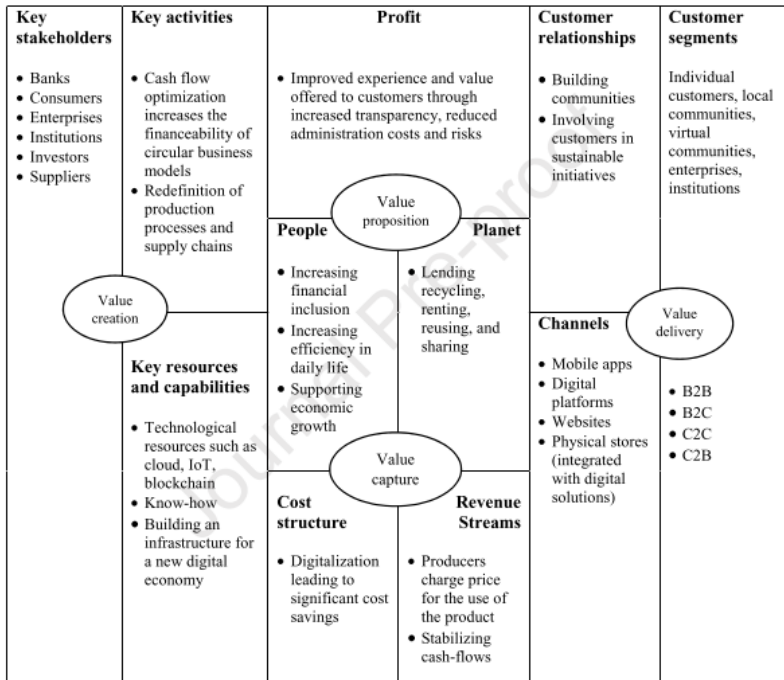 Key
stakeholders
• Banks
• Consumers
• Enterprises
• Institutions
• Investors
• Suppliers
Key activities
• Cash flow
optimization
increases the
financeability of
circular business
models
• Redefinition of
production
processes and
supply chains
Value
creation
Key resources
and capabilities
• Technological
resources such as
cloud, IoT,
blockchain
• Know-how
• Building an
infrastructure for
a new digital
economy
Profit
• Improved experience and value
offered to customers through
increased transparency, reduced
administration costs and risks
Value
proposition
People
• Increasing
financial
inclusion
• Increasing
efficiency in
daily life
• Supporting
economic
growth
Planet
• Lending
recycling,
renting,
reusing, and
sharing
Value
capture
Cost
structure
• Digitalization
leading to
significant cost
savings
Revenue
Streams
• Producers
charge price
for the use of
the product
• Stabilizing
cash-flows
Customer
relationships
• Building
communities
• Involving
customers in
sustainable
initiatives
Channels
• Mobile apps
• Digital
platforms
• Websites
• Physical stores
(integrated
with digital
solutions)
Customer
segments
Individual
customers, local
communities,
virtual
communities,
enterprises,
institutions
Value
delivery
• B2B
• B2C
• C2C
• C2B
Journal Pre-proof